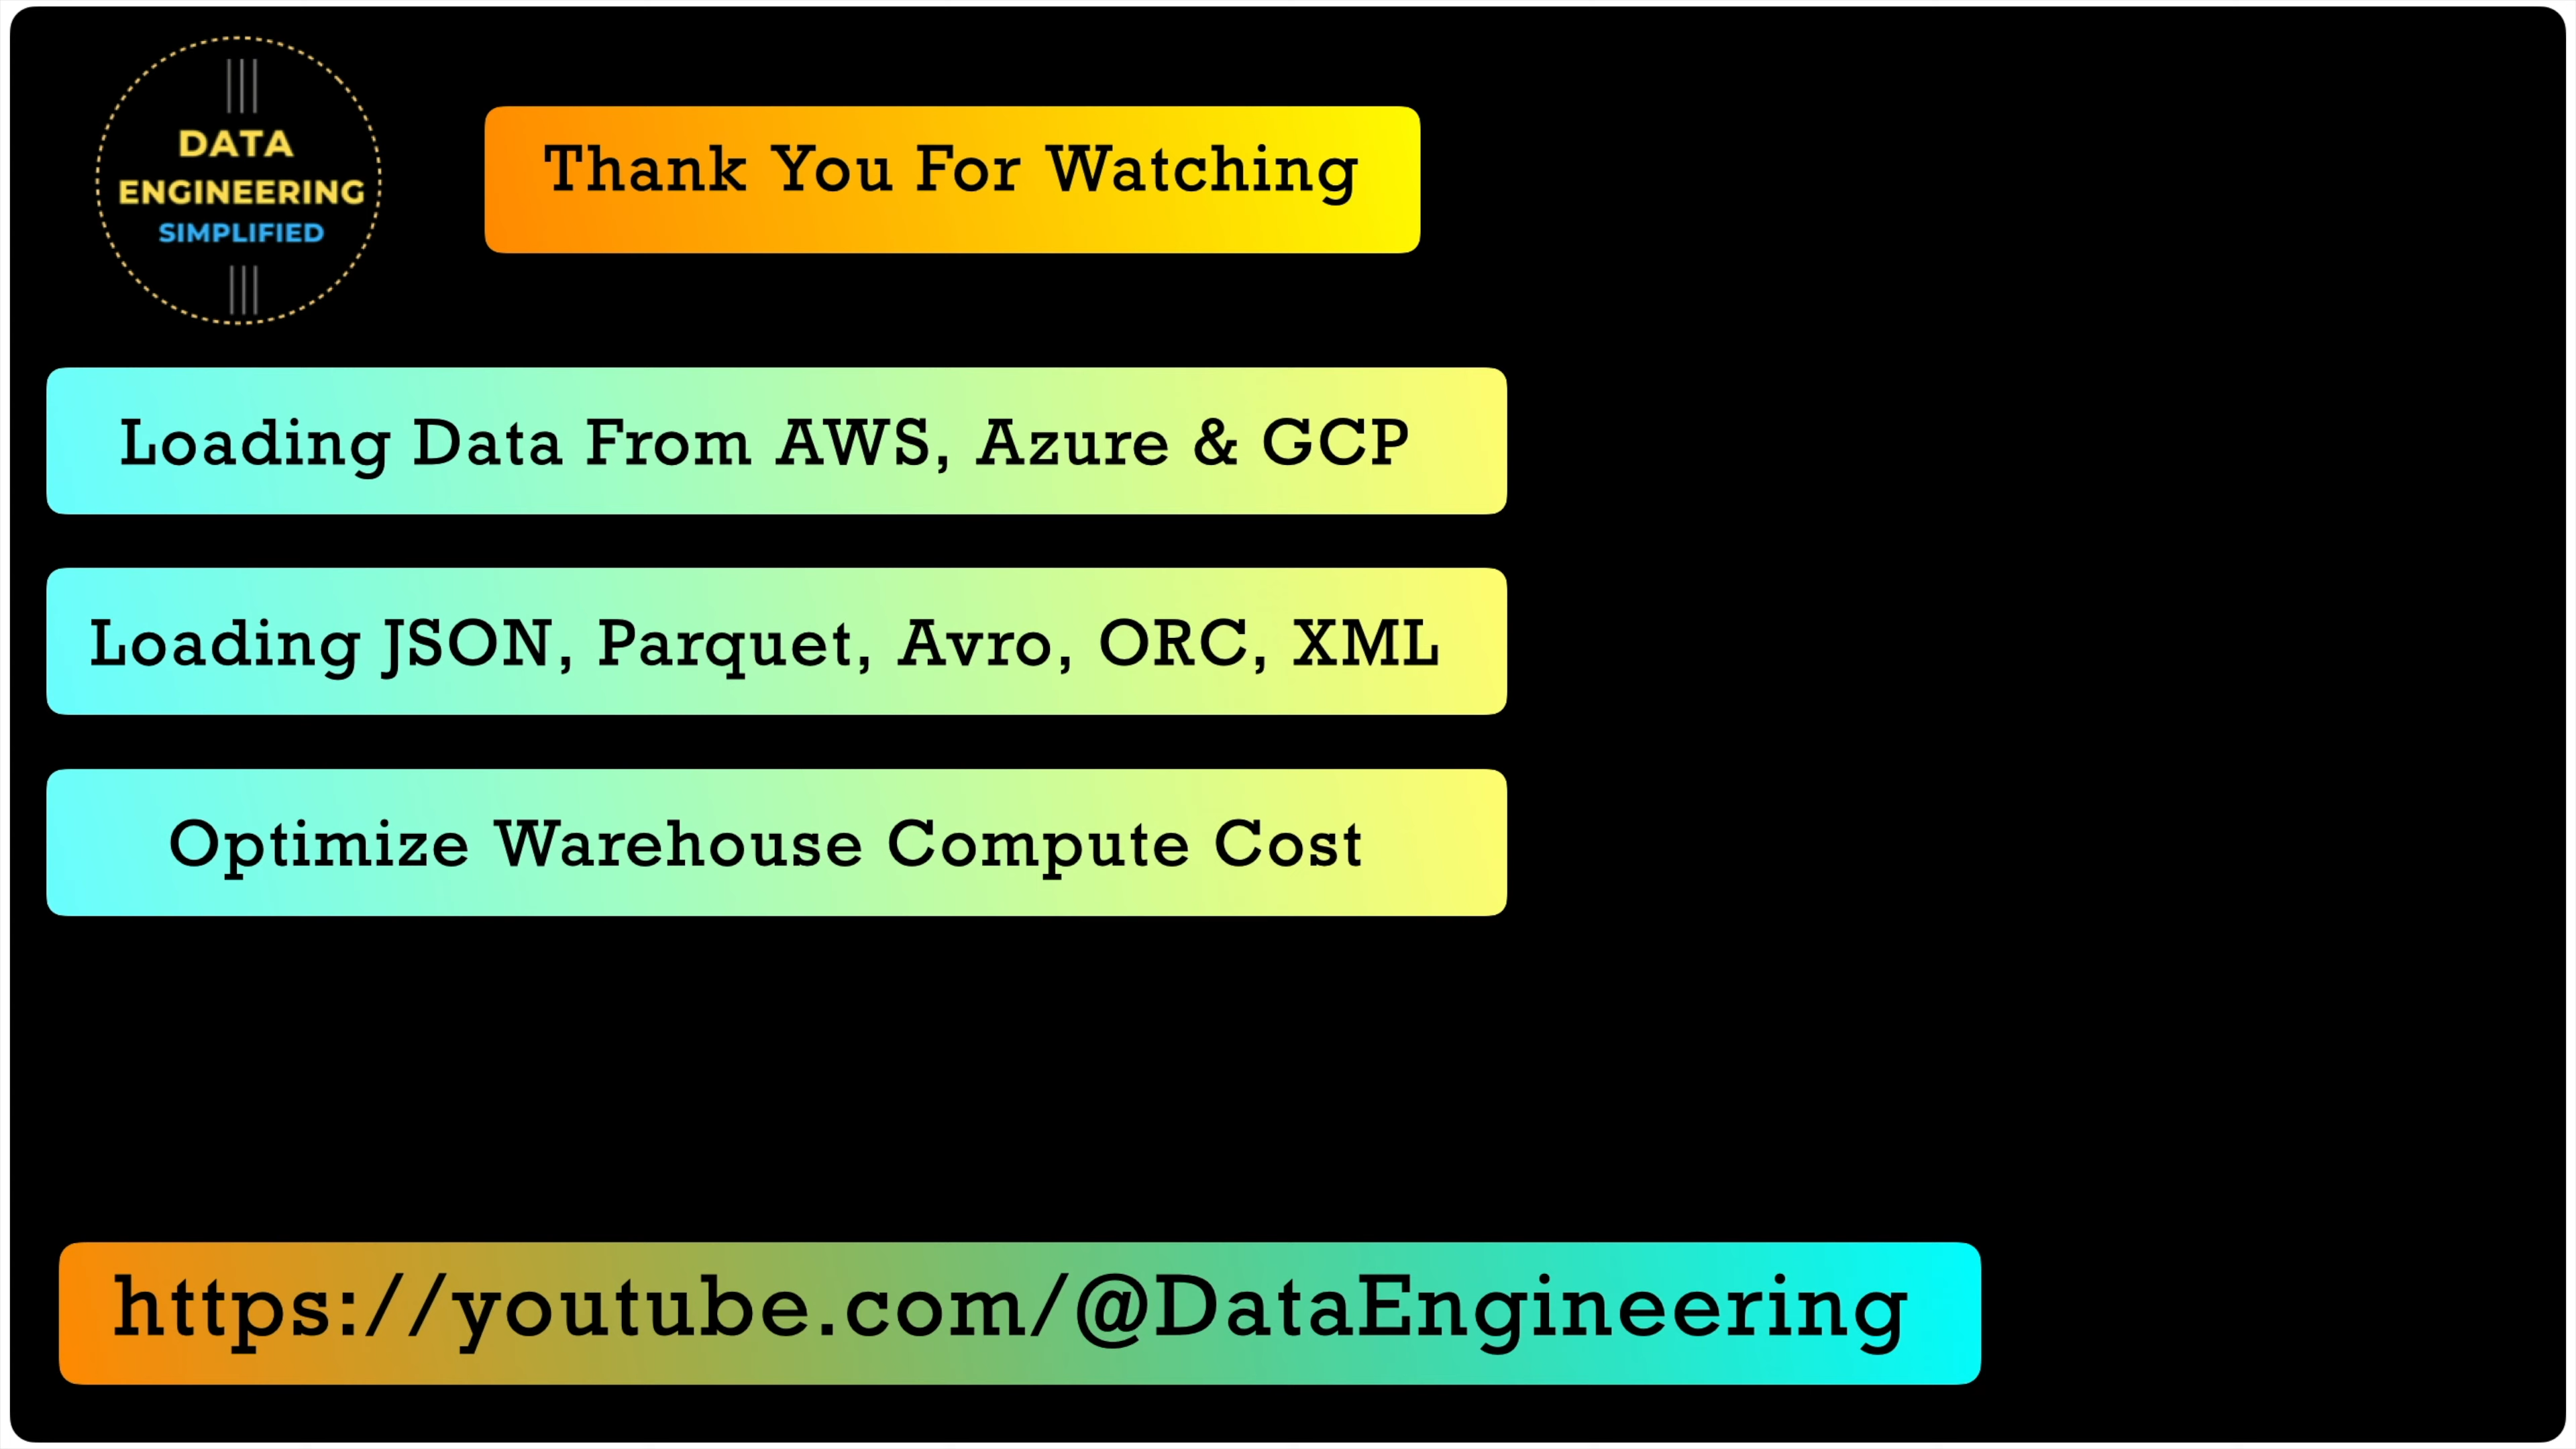 DATA
ENGINEERING
SIMPLIFIED
Thank You For Watching
Loading Data From AWS, Azure & GCP
Loading JSON, Parquet, Avro, ORC, XML
Optimize Warehouse Compute Cost
https://youtube.com/@DataEngineering